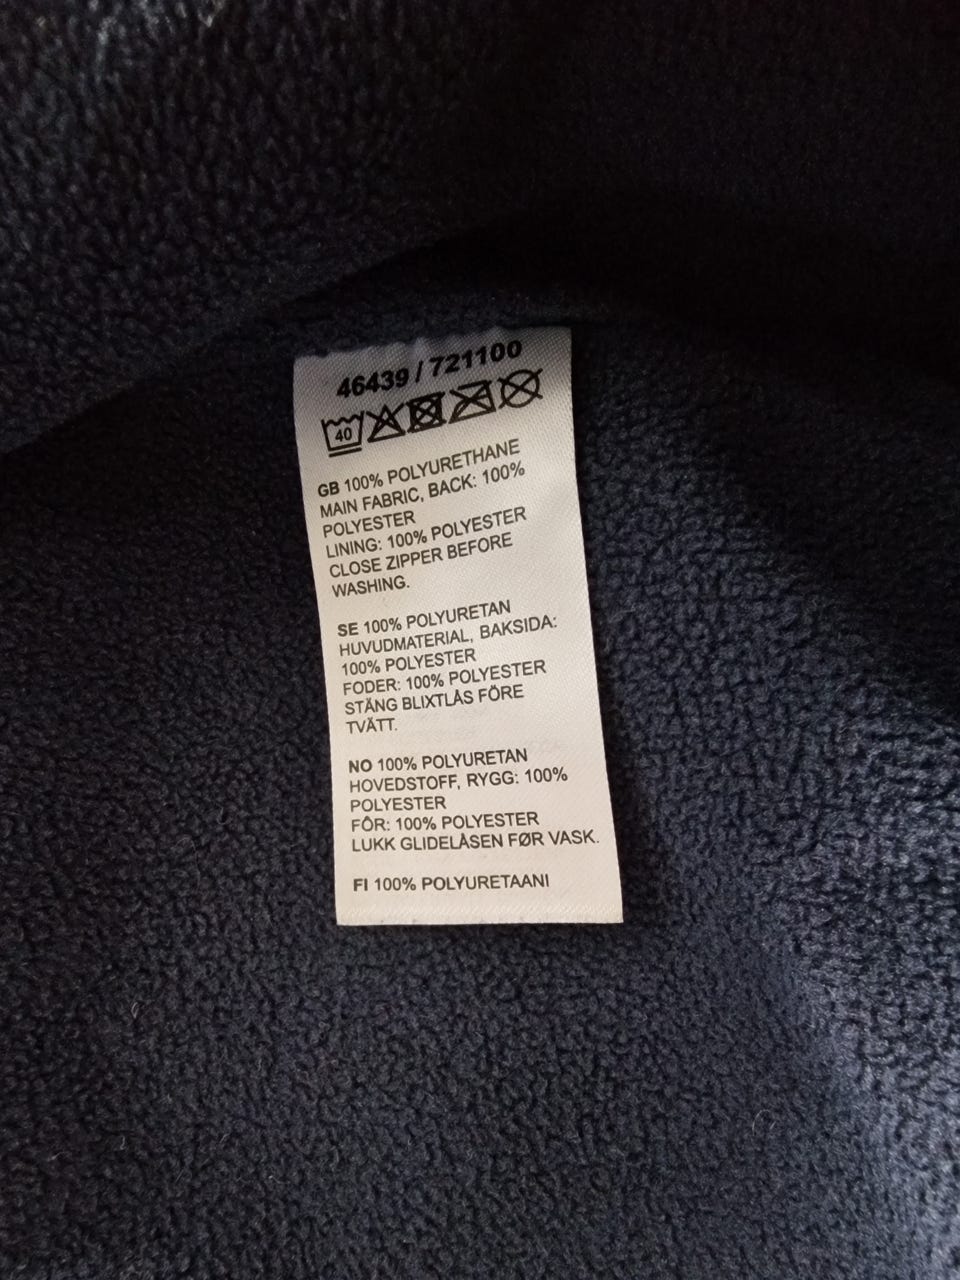 46439 / 721100
40
GB 100% POLYURETHANE
MAIN FABRIC, BACK: 100%
POLYESTER
LINING: 100% POLYESTER
CLOSE ZIPPER BEFORE
WASHING.
SE 100% POLYURETAN
HUVUDMATERIAL, BAKSIDA:
100% POLYESTER
FODER: 100% POLYESTER
STÄNG BLIXTLÅS FÖRE
TVÄTT.
NO 100% POLYURETAN
HOVEDSTOFF, RYGG: 100%
POLYESTER
FÔR: 100% POLYESTER
LUKK GLIDELÅSEN FØR VASK.
FI 100% POLYURETAANI